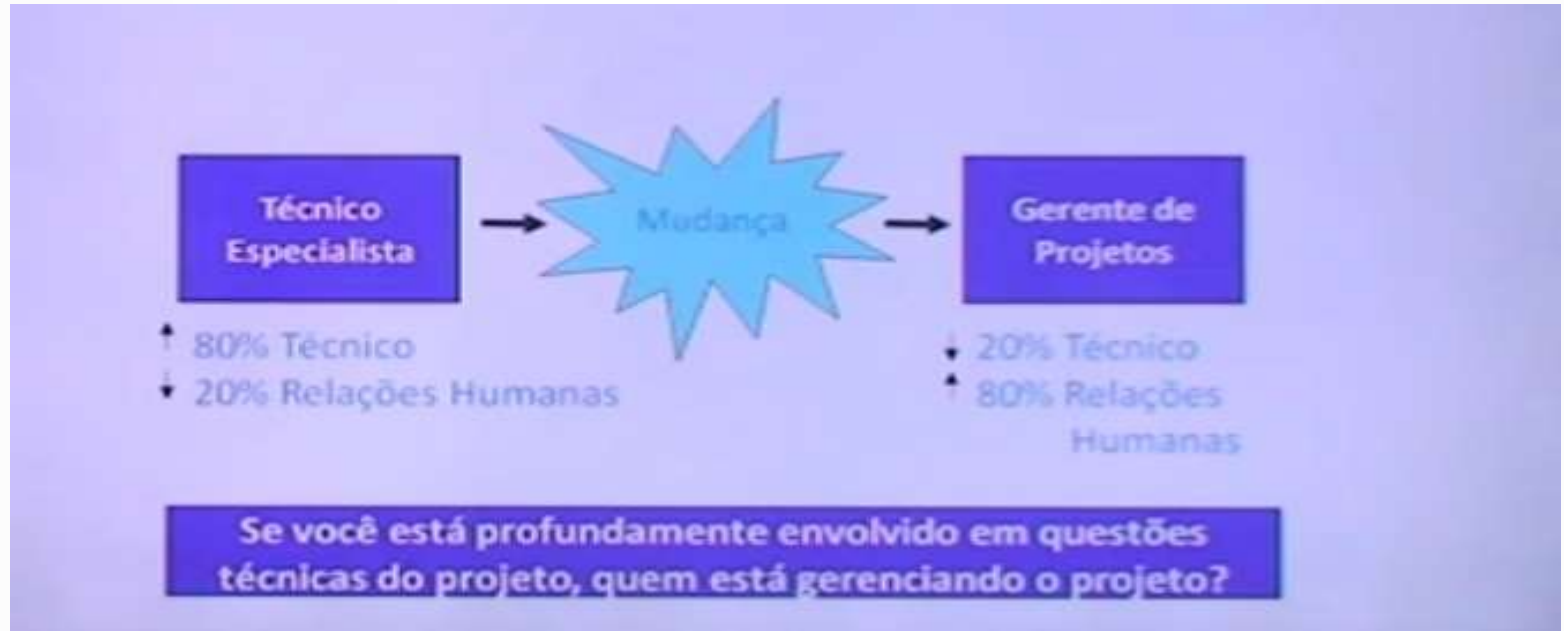 Técnico
Especialista
Mudança
Gerente de
Projetos
80% Técnico
20% Relações Humanas
20% Técnico
80% Relações
Humanas
Se você está profundamente envolvido em questões
técnicas do projeto, quem está gerenciando o projeto?